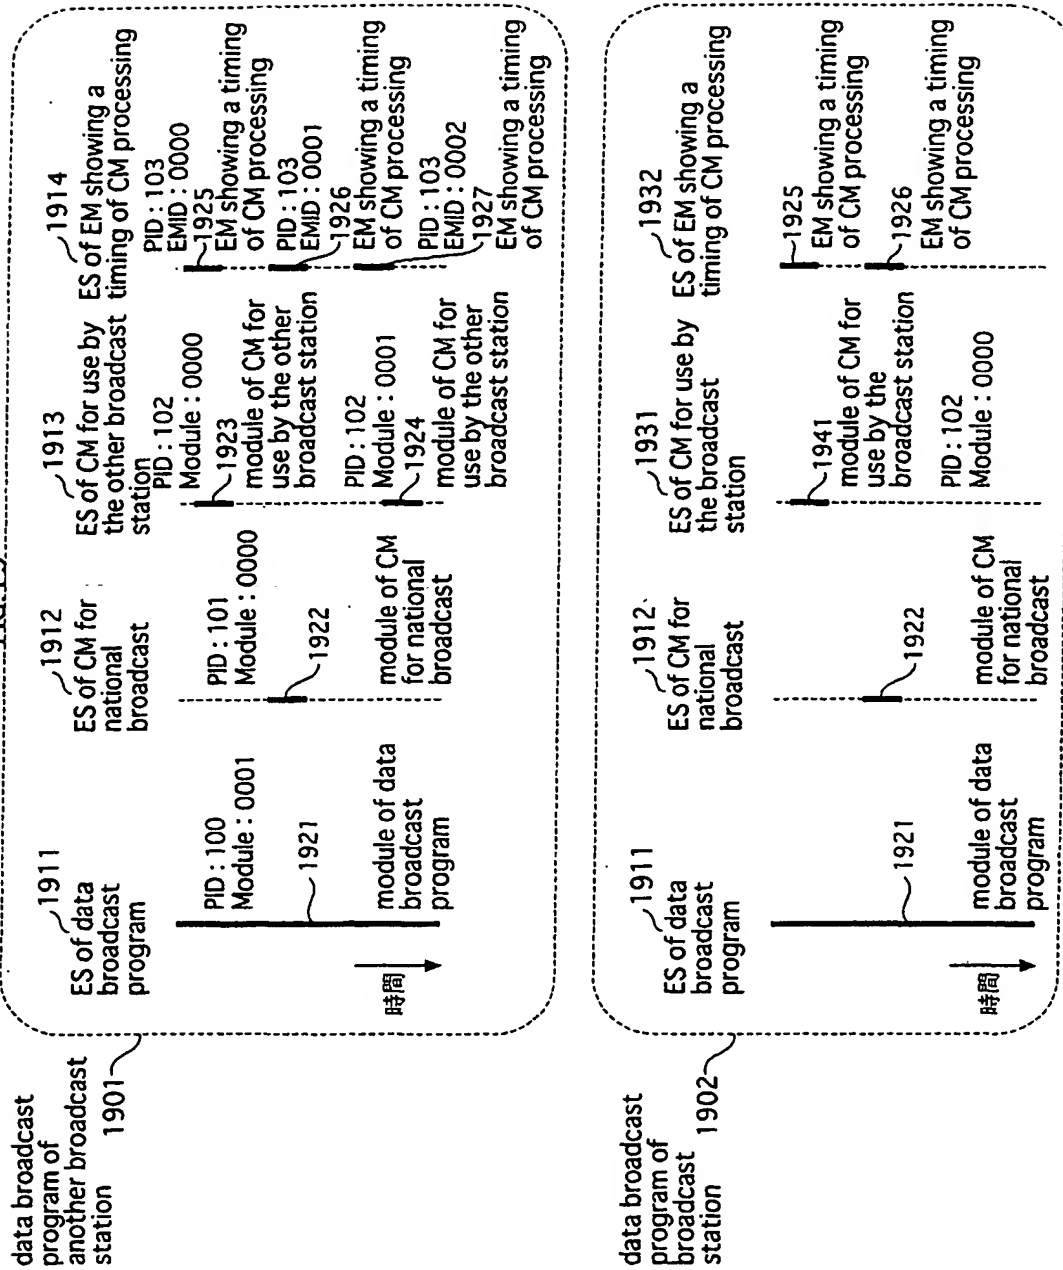 data broadcast
program of
another broadcast
station
1901
1911
ES of data
broadcast
program
時間
PID : 100
Module : 0001
1921
module of data
broadcast
program
1912
ES of CM for
national
broadcast
PID : 101
Module : 0000
1922
module of CM
for national
broadcast
1913
ES of CM for use by
the other broadcast
station
PID : 102
Module : 0000
1923
module of CM for
use by the other
broadcast station
PID : 102
Module : 0001
1924
module of CM for
use by the other
broadcast station
1914
ES of EM showing a
timing of CM processing
PID : 103
EMID : 0000
1925
EM showing a timing
of CM processing
PID : 103
EMID : 0001
1926
EM showing a timing
of CM processing
PID : 103
EMID : 0002
1927
EM showing a timing
of CM processing
data broadcast
program of
broadcast
station
1902
1911
ES of data
broadcast
program
時間
1921
module of data
broadcast
program
1912
ES of CM for
national
broadcast
1922
module of CM
for national
broadcast
1931
ES of CM for use by
the broadcast
station
1941
module of CM for
use by the
broadcast station
PID : 102
Module : 0000
1932
ES of EM showing a
timing of CM processing
1925
EM showing a timing
of CM processing
1926
EM showing a timing
of CM processing